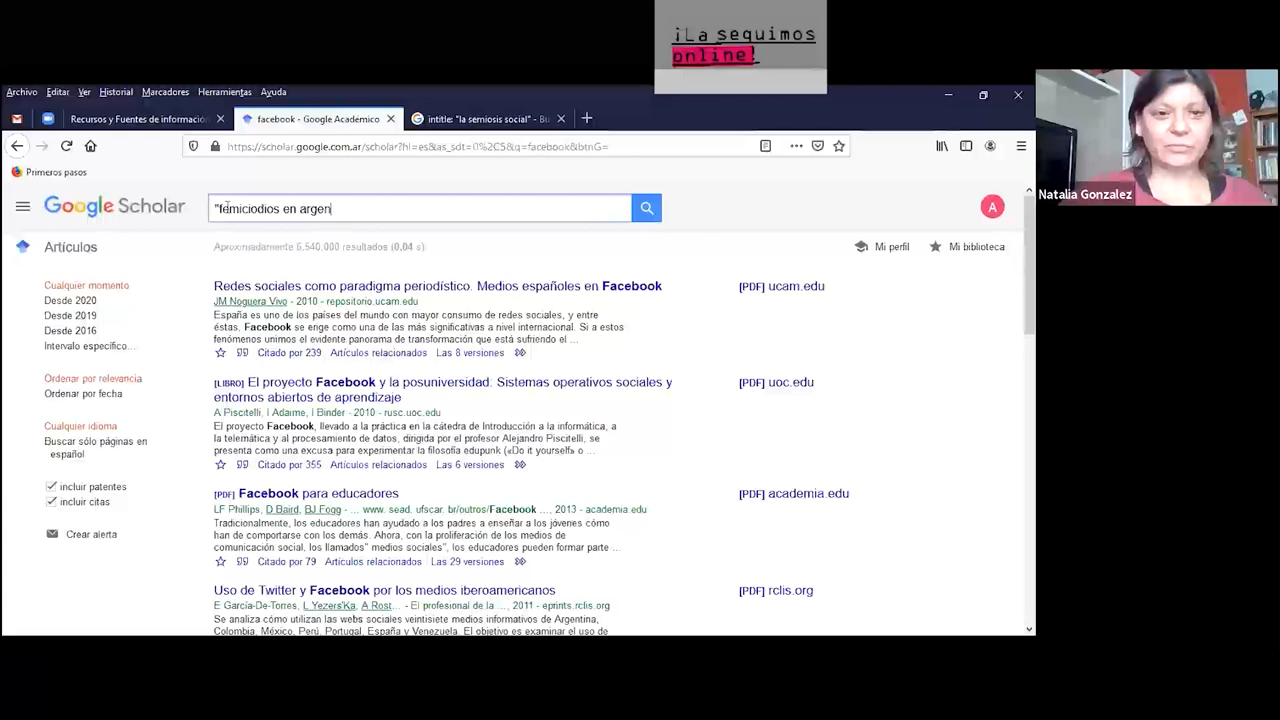 ¡La seguimos
online!
Archivo Editar Ver Historial Marcadores Herramientas Ayuda
Recursos y Fuentes de informació
facebook - Google Académico
intitle: "la semiosis social" - Bu
https://scholar.google.com.ar/scholar?hl=es&as_sdt=0%2C5&q=facebook&btnG=
Primeros pasos
Natalia Gonzalez
Google Scholar
"femiciodios en argen
A
Artículos
Aproximadamente 6.540.000 resultados (0,04 s)
Mi perfil
Mi biblioteca
Cualquier momento
Desde 2020
Desde 2019
Desde 2016
Intervalo específico...
Ordenar por relevancia
Ordenar por fecha
Cualquier idioma
Buscar sólo páginas en
español
incluir patentes
incluir citas
Crear alerta
Redes sociales como paradigma periodístico. Medios españoles en Facebook
[PDF] ucam.edu
JM Noguera Vivo - 2010 - repositorio.ucam.edu
España es uno de los países del mundo con mayor consumo de redes sociales, y entre
éstas, Facebook se erige como una de las más significativas a nivel internacional. Si a estos
fenómenos unimos el evidente panorama de transformación que está sufriendo el ...
Citado por 239 Artículos relacionados Las 8 versiones
[LIBRO] El proyecto Facebook y la posuniversidad. Sistemas operativos sociales y
entornos abiertos de aprendizaje
[PDF] uoc.edu
A Piscitelli, I Adaime, I Binder - 2010 - rusc.uoc.edu
El proyecto Facebook, llevado a la práctica en la cátedra de Introducción a la informática, a
la telemática y al procesamiento de datos, dirigida por el profesor Alejandro Piscitelli, se
presenta como una excusa para experimentar la filosofía edupunk («Do it yourself» o ...
Citado por 355 Artículos relacionados Las 6 versiones
[PDF] Facebook para educadores
[PDF] academia.edu
LF Phillips, D Baird, BJ Fogg - ... www. sead. ufscar. br/outros/Facebook ..., 2013 - academia.edu
Tradicionalmente, los educadores han ayudado a los padres a enseñar a los jóvenes cómo
han de comportarse con los demás. Ahora, con la proliferación de los medios de
comunicación social, los llamados" medios sociales", los educadores pueden formar parte ...
Citado por 79 Artículos relacionados Las 29 versiones
Uso de Twitter y Facebook por los medios iberoamericanos
[PDF] rclis.org
E García-De-Torres, L Yezers'Ka, A Rost... - El profesional de la ..., 2011 - eprints.rclis.org
Se analiza cómo utilizan las webs sociales veintisiete medios informativos de Argentina,
Colombia, México, Perú, Portugal, España y Venezuela. El objetivo es examinar el uso de